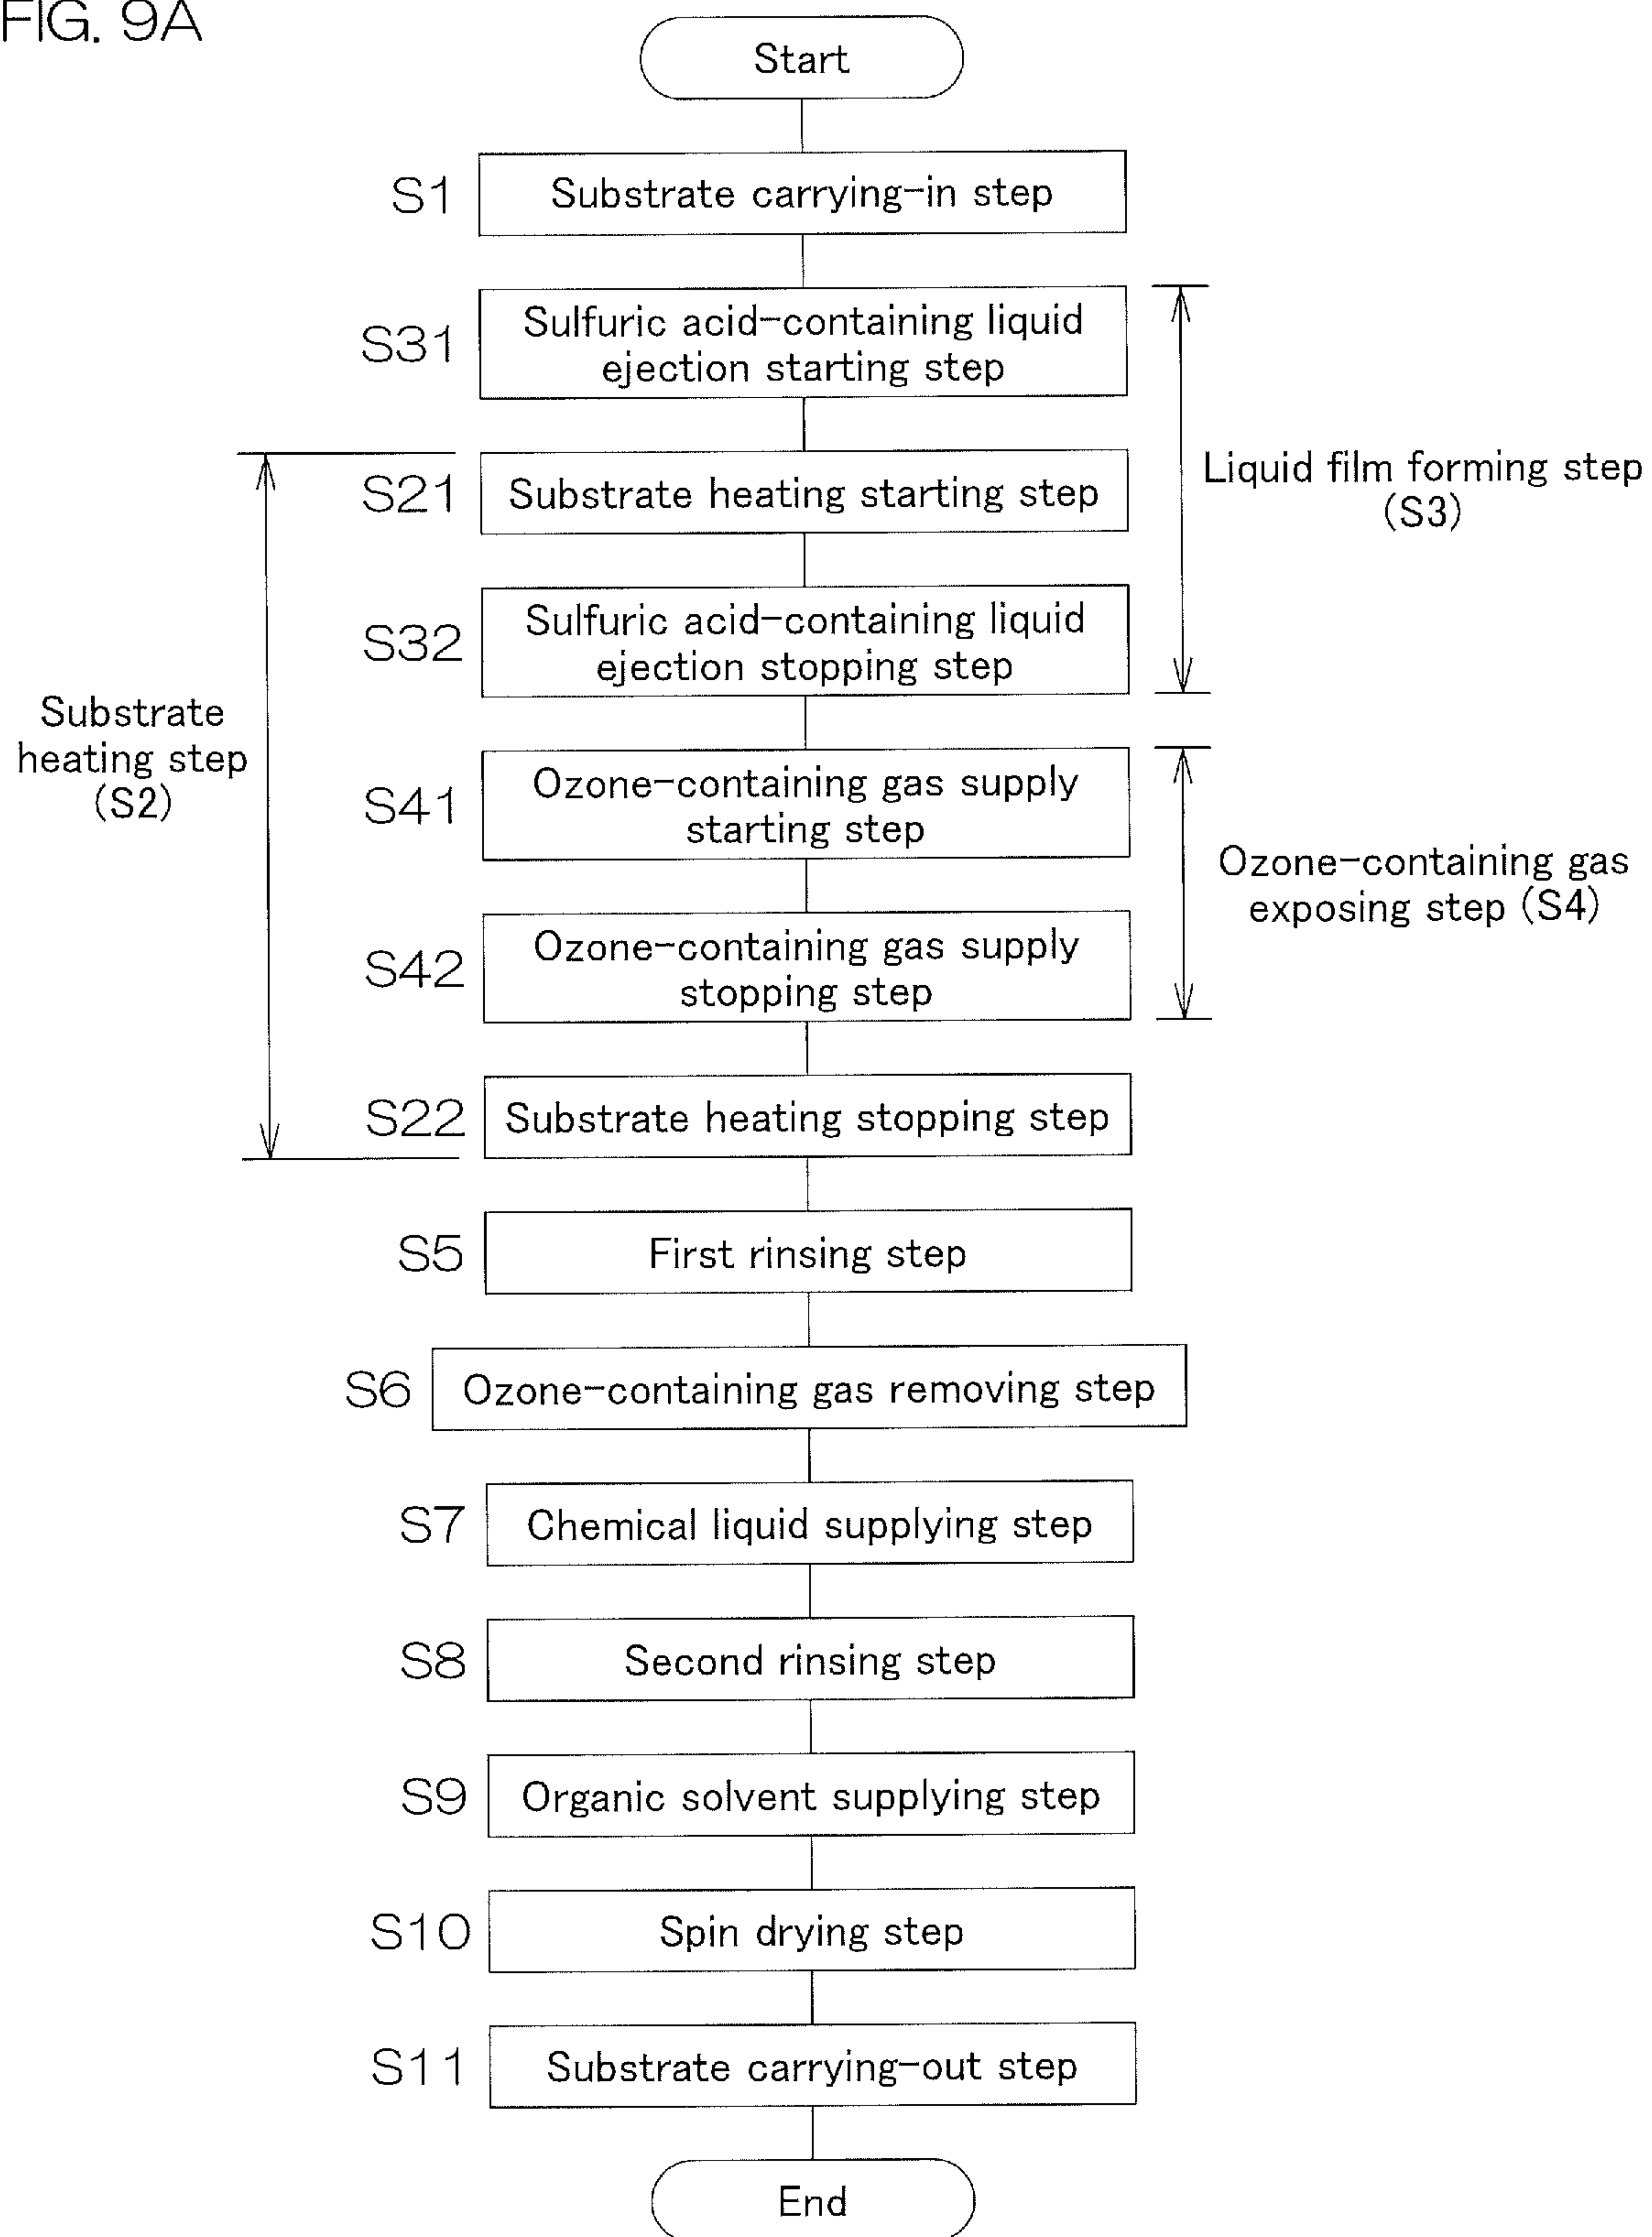 FIG. 9A
Start
S1
Substrate carrying-in step
S31
Sulfuric acid-containing liquid
ejection starting step
S21
Substrate heating starting step
Liquid film forming step
(S3)
S32
Sulfuric acid-containing liquid
ejection stopping step
Substrate
heating step
(S2)
S41
Ozone-containing gas supply
starting step
Ozone-containing gas
exposing step (S4)
S42
Ozone-containing gas supply
stopping step
S22
Substrate heating stopping step
S5
First rinsing step
S6
Ozone-containing gas removing step
S7
Chemical liquid supplying step
S8
Second rinsing step
S9
Organic solvent supplying step
S10
Spin drying step
S11
Substrate carrying-out step
End